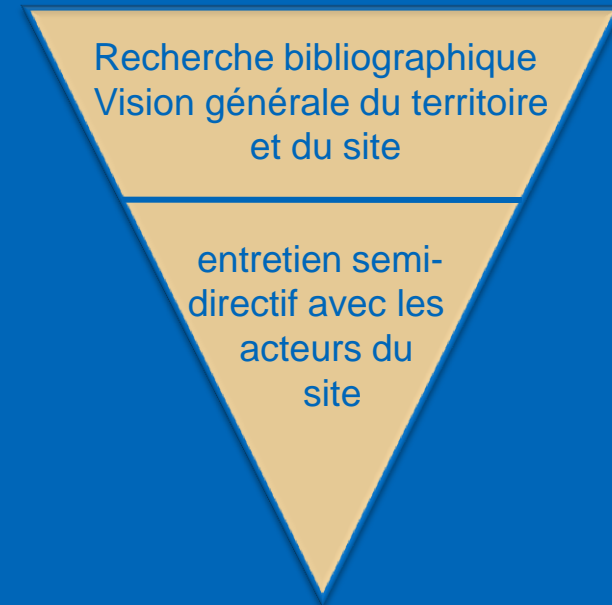 Recherche bibliographique
Vision générale du territoire
et du site
entretien semi-
directif avec les
acteurs du
site